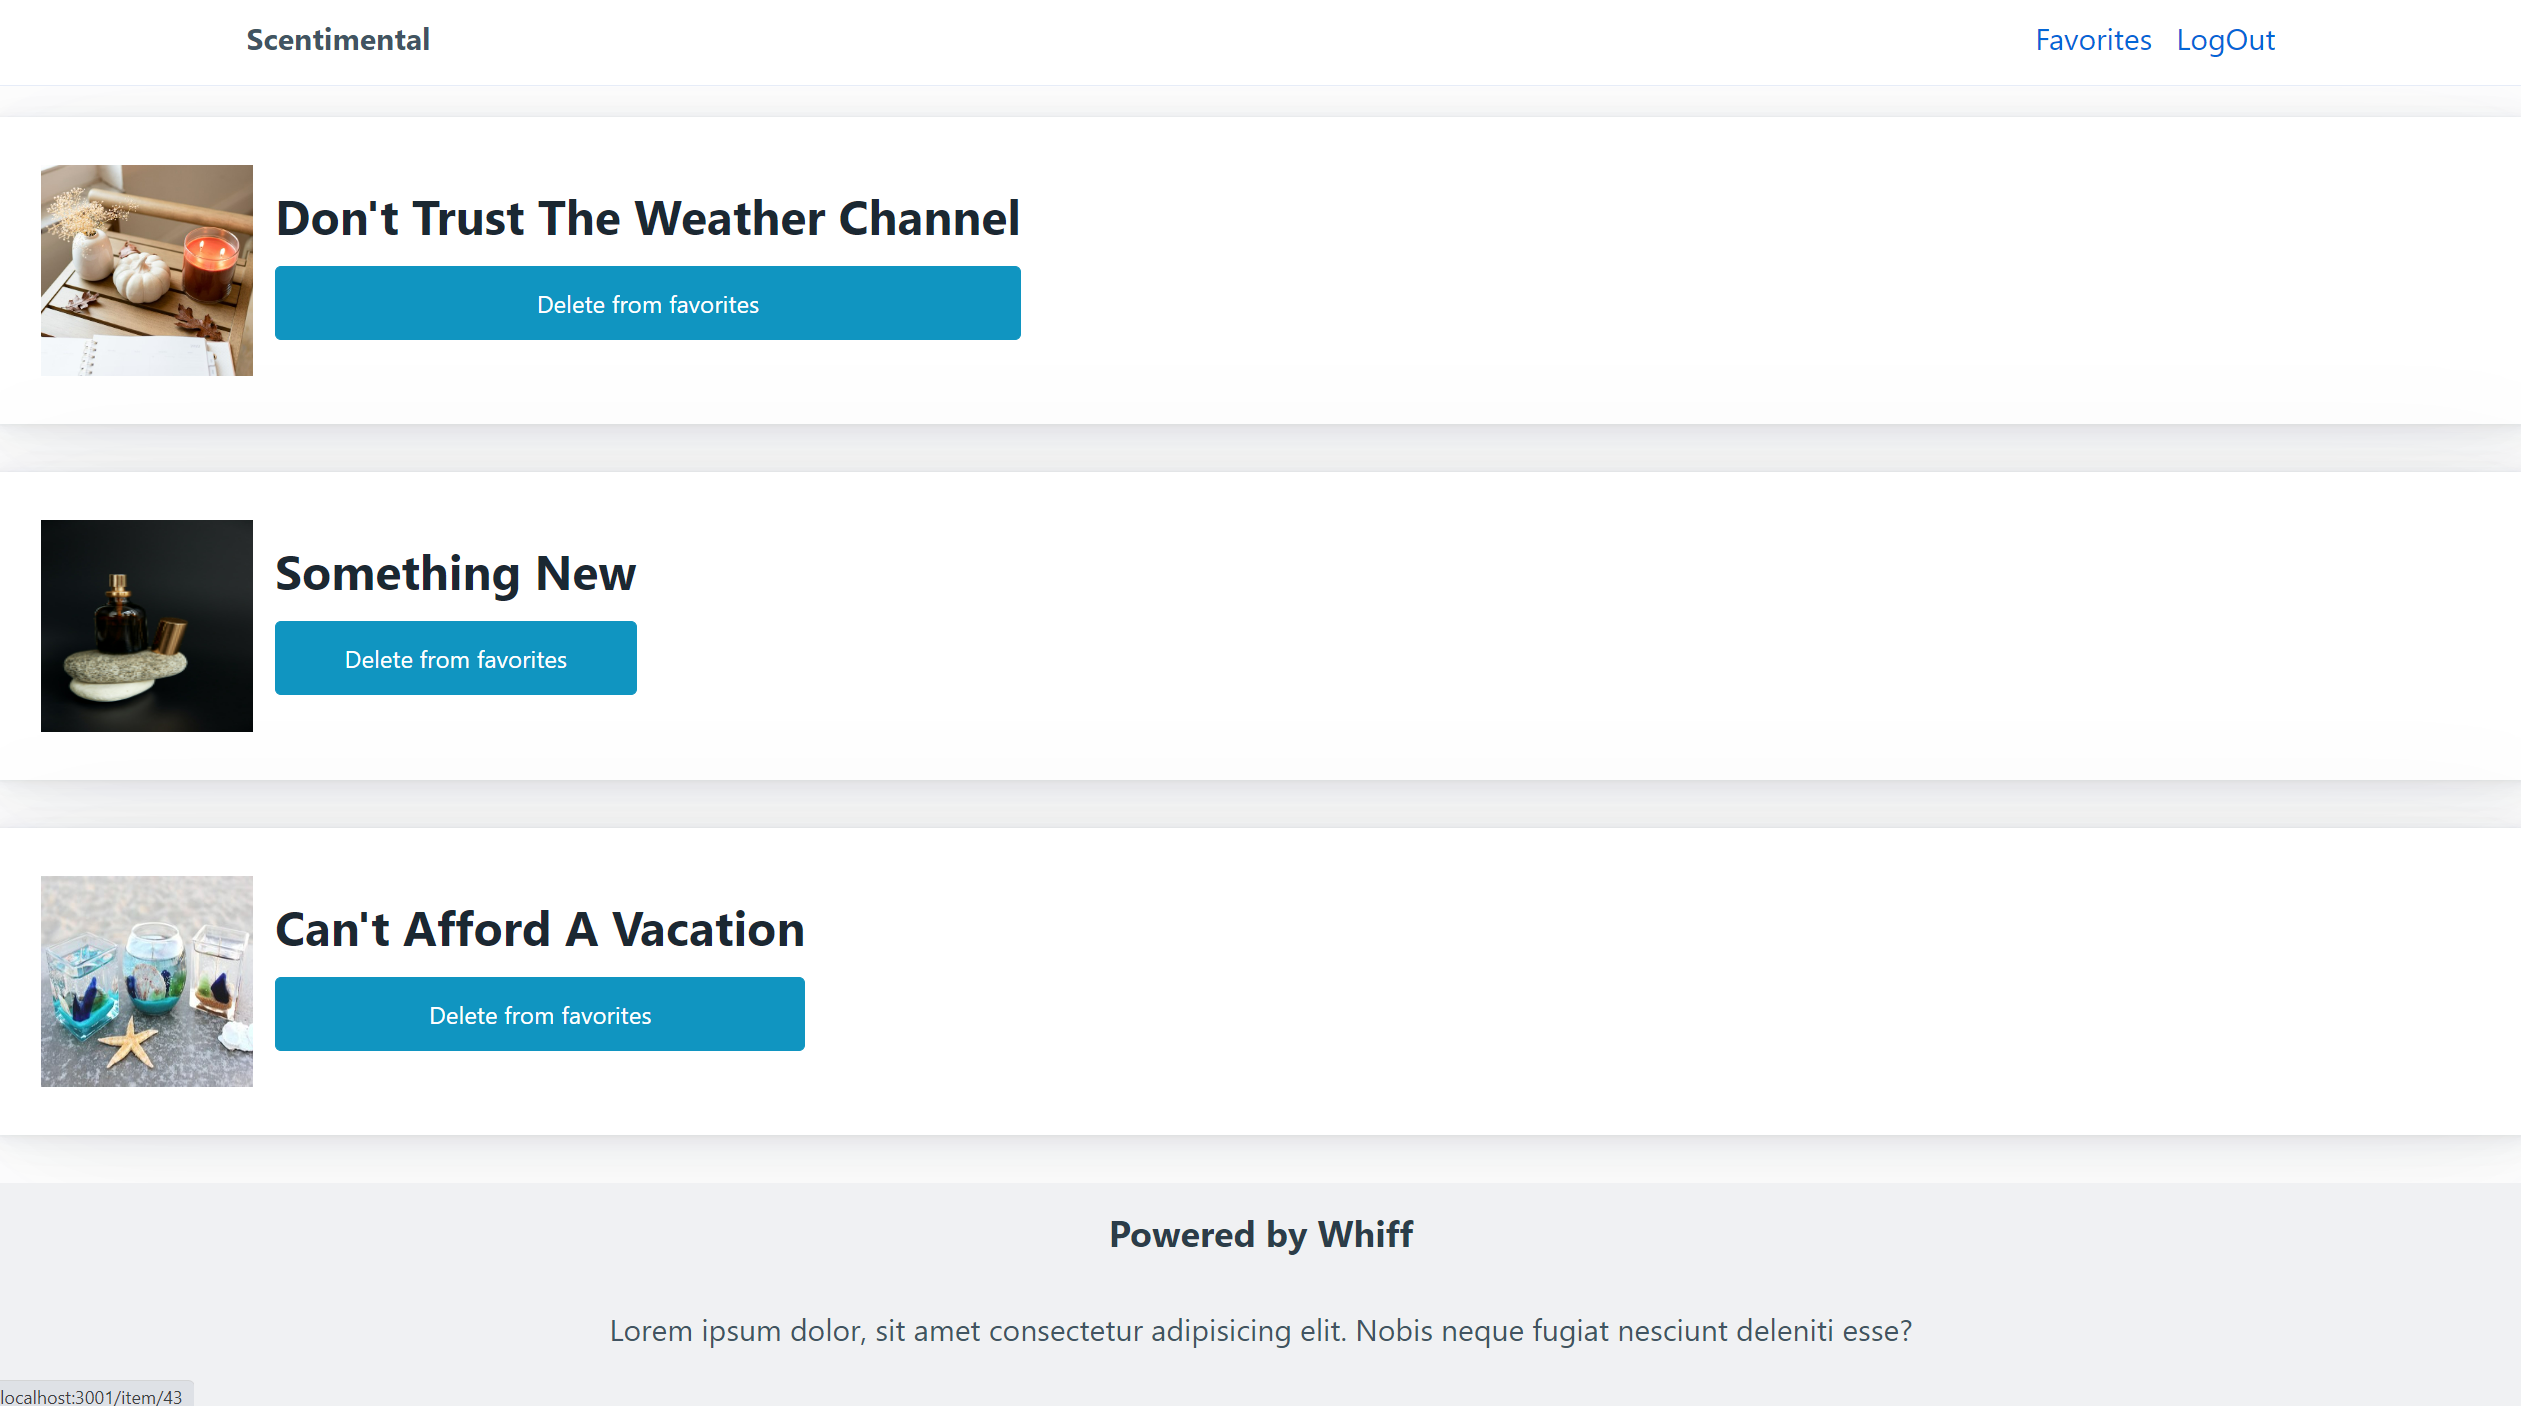 Scentimental
Favorites LogOut
Don't Trust The Weather Channel
Delete from favorites
Something New
Delete from favorites
Can't Afford A Vacation
Delete from favorites
Powered by Whiff
Lorem ipsum dolor, sit amet consectetur adipisicing elit. Nobis neque fugiat nesciunt deleniti esse?
localhost:3001/item/43